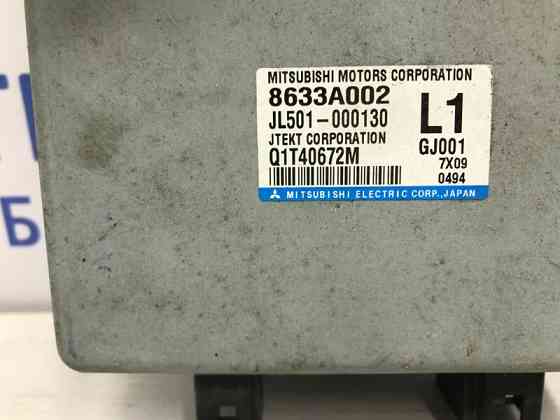 MITSUBISHI MOTORS CORPORATION
8633A002
L1
JL501-000130
JTEKT CORPORATION
GJ001
Q1T40672M
7X09
0494
MITSUBISHI ELECTRIC CORP., JAPAN